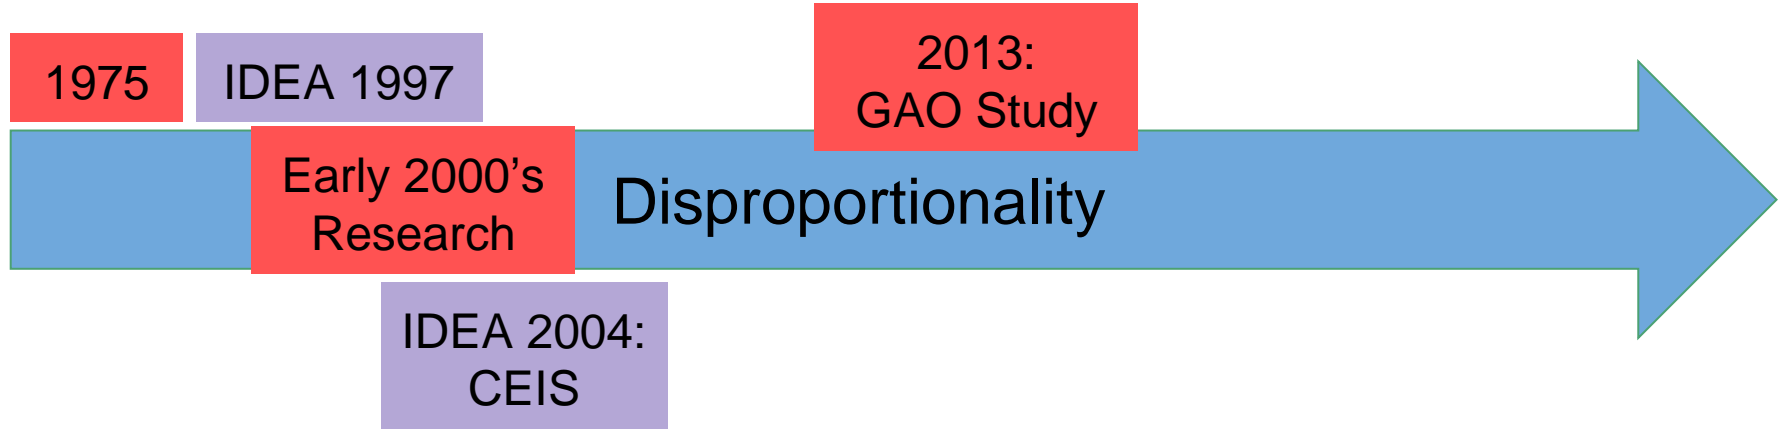 1975
IDEA 1997
Early 2000’s
Research
IDEA 2004:
CEIS
2013:
GAO Study
Disproportionality